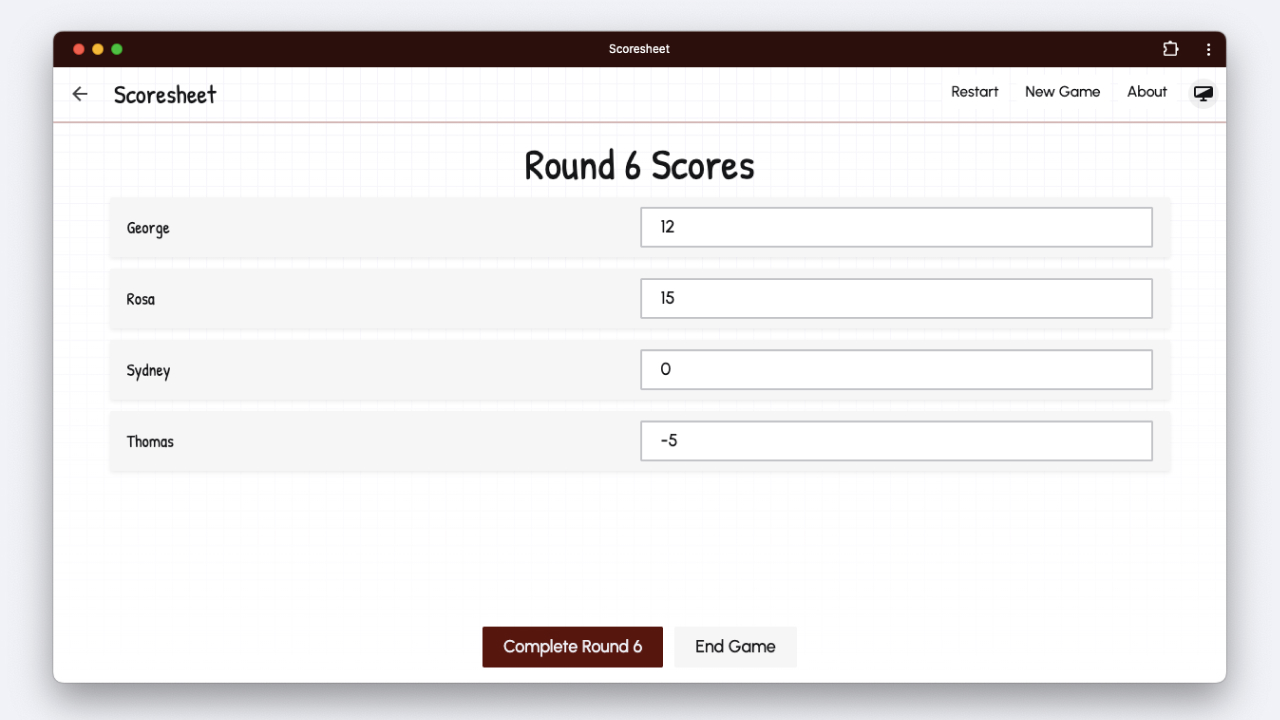 Scoresheet
Scoresheet
Restart New Game About
Round 6 Scores
George 12
Rosa 15
Sydney 0
Thomas -5
Complete Round 6 End Game